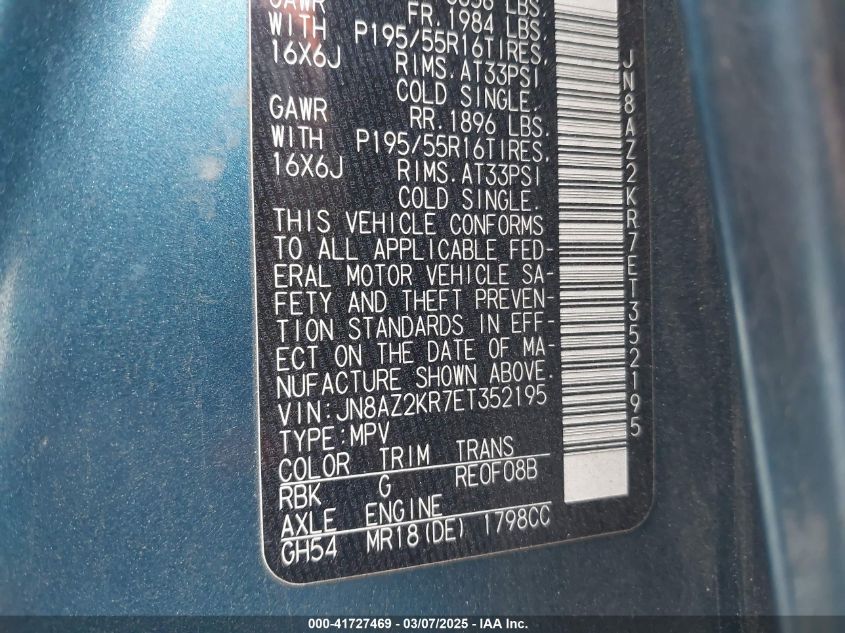 FR. 1984 LBS.
GAWR
WITH P195/55R16TIRES.
16X6J RIMS. AT33PSI
COLD SINGLE.
GAWR RR. 1896 LBS.
WITH P195/55R16TIRES.
16X6J RIMS. AT33PSI
COLD SINGLE.
THIS VEHICLE CONFORMS
TO ALL APPLICABLE FED-
ERAL MOTOR VEHICLE SA-
FETY AND THEFT PREVEN-
TION STANDARDS IN EFF-
ECT ON THE DATE OF MA-
NUFACTURE SHOWN ABOVE.
VIN:JN8AZ2KR7ET352195
TYPE:MPV
COLOR TRIM TRANS
RBK G RE0F08B
AXLE ENGINE
GH54 MR18(DE) 1798CC
JN8AZ2KR7ET352195
000-41727469 — 03/07/2025 — IAA Inc.